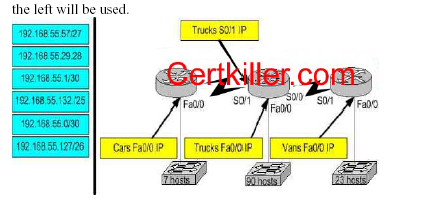 the left will be used.
192.168.55.57/27
192.168.55.29.28
192.168.55.1/30
192.168.55.132./25
192.168.55.0/30
192.168.55.127/26
Trucks S0/1 IP
Certkiller.com
Fa0/0
S0/1
S0/0
Fa0/0
S0/1
Fa0/0
Cars Fa0/0 IP
Trucks Fa0/0 IP
Vans Fa0/0 IP
7 hosts
90 hosts
23 hosts